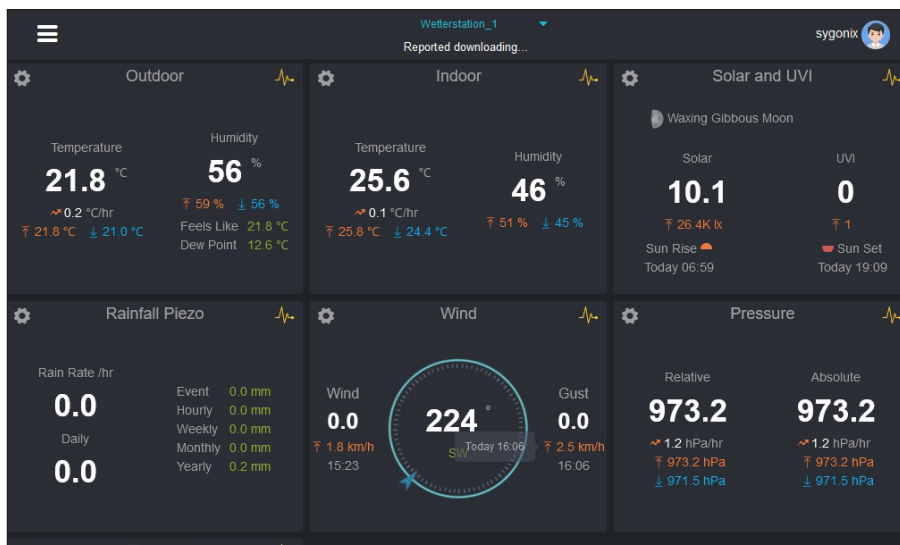 Wetterstation_1
Reported downloading...
sygonix
Outdoor
Temperature
21.8 °C
0.2 °C/hr
21.8 °C 21.0 °C
Humidity
56 %
59 % 56 %
Feels Like 21.8 °C
Dew Point 12.6 °C
Indoor
Temperature
25.6 °C
0.1 °C/hr
25.8 °C 24.4 °C
Humidity
46 %
51 % 45 %
Solar and UVI
Waxing Gibbous Moon
Solar
10.1
26.4K lx
Sun Rise
Today 06:59
UVI
0
1
Sun Set
Today 19:09
Rainfall Piezo
Rain Rate /hr
0.0
Daily
0.0
Event 0.0 mm
Hourly 0.0 mm
Weekly 0.0 mm
Monthly 0.0 mm
Yearly 0.2 mm
Wind
Wind
0.0
1.8 km/h
15:23
224 °
SW
Today 16:06
Gust
0.0
2.5 km/h
16:06
Pressure
Relative
973.2
1.2 hPa/hr
973.2 hPa
971.5 hPa
Absolute
973.2
1.2 hPa/hr
973.2 hPa
971.5 hPa